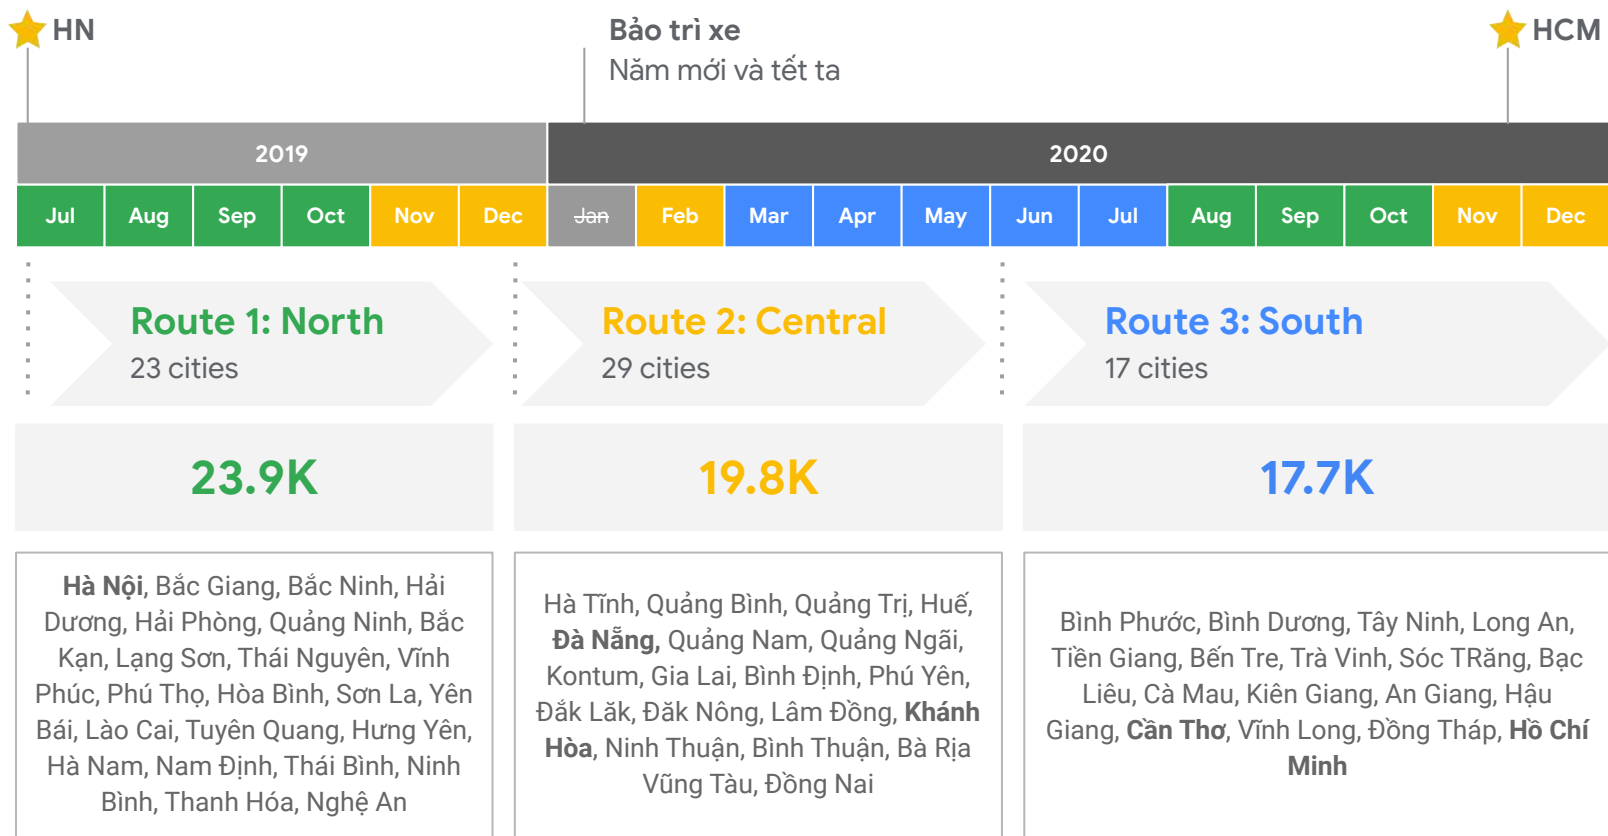 HN
Bảo trì xe
Năm mới và tết ta
HCM
2019
2020
Jul Aug Sep Oct Nov Dec Jan Feb Mar Apr May Jun Jul Aug Sep Oct Nov Dec
Route 1: North
23 cities
Route 2: Central
29 cities
Route 3: South
17 cities
23.9K
19.8K
17.7K
Hà Nội, Bắc Giang, Bắc Ninh, Hải
Dương, Hải Phòng, Quảng Ninh, Bắc
Kạn, Lạng Sơn, Thái Nguyên, Vĩnh
Phúc, Phú Thọ, Hòa Bình, Sơn La, Yên
Bái, Lào Cai, Tuyên Quang, Hưng Yên,
Hà Nam, Nam Định, Thái Bình, Ninh
Bình, Thanh Hóa, Nghệ An
Hà Tĩnh, Quảng Bình, Quảng Trị, Huế,
Đà Nẵng, Quảng Nam, Quảng Ngãi,
Kontum, Gia Lai, Bình Định, Phú Yên,
Đắk Lăk, Đăk Nông, Lâm Đồng, Khánh
Hòa, Ninh Thuận, Bình Thuận, Bà Rịa
Vũng Tàu, Đồng Nai
Bình Phước, Bình Dương, Tây Ninh, Long An,
Tiền Giang, Bến Tre, Trà Vinh, Sóc TRăng, Bạc
Liêu, Cà Mau, Kiên Giang, An Giang, Hậu
Giang, Cần Thơ, Vĩnh Long, Đồng Tháp, Hồ Chí
Minh